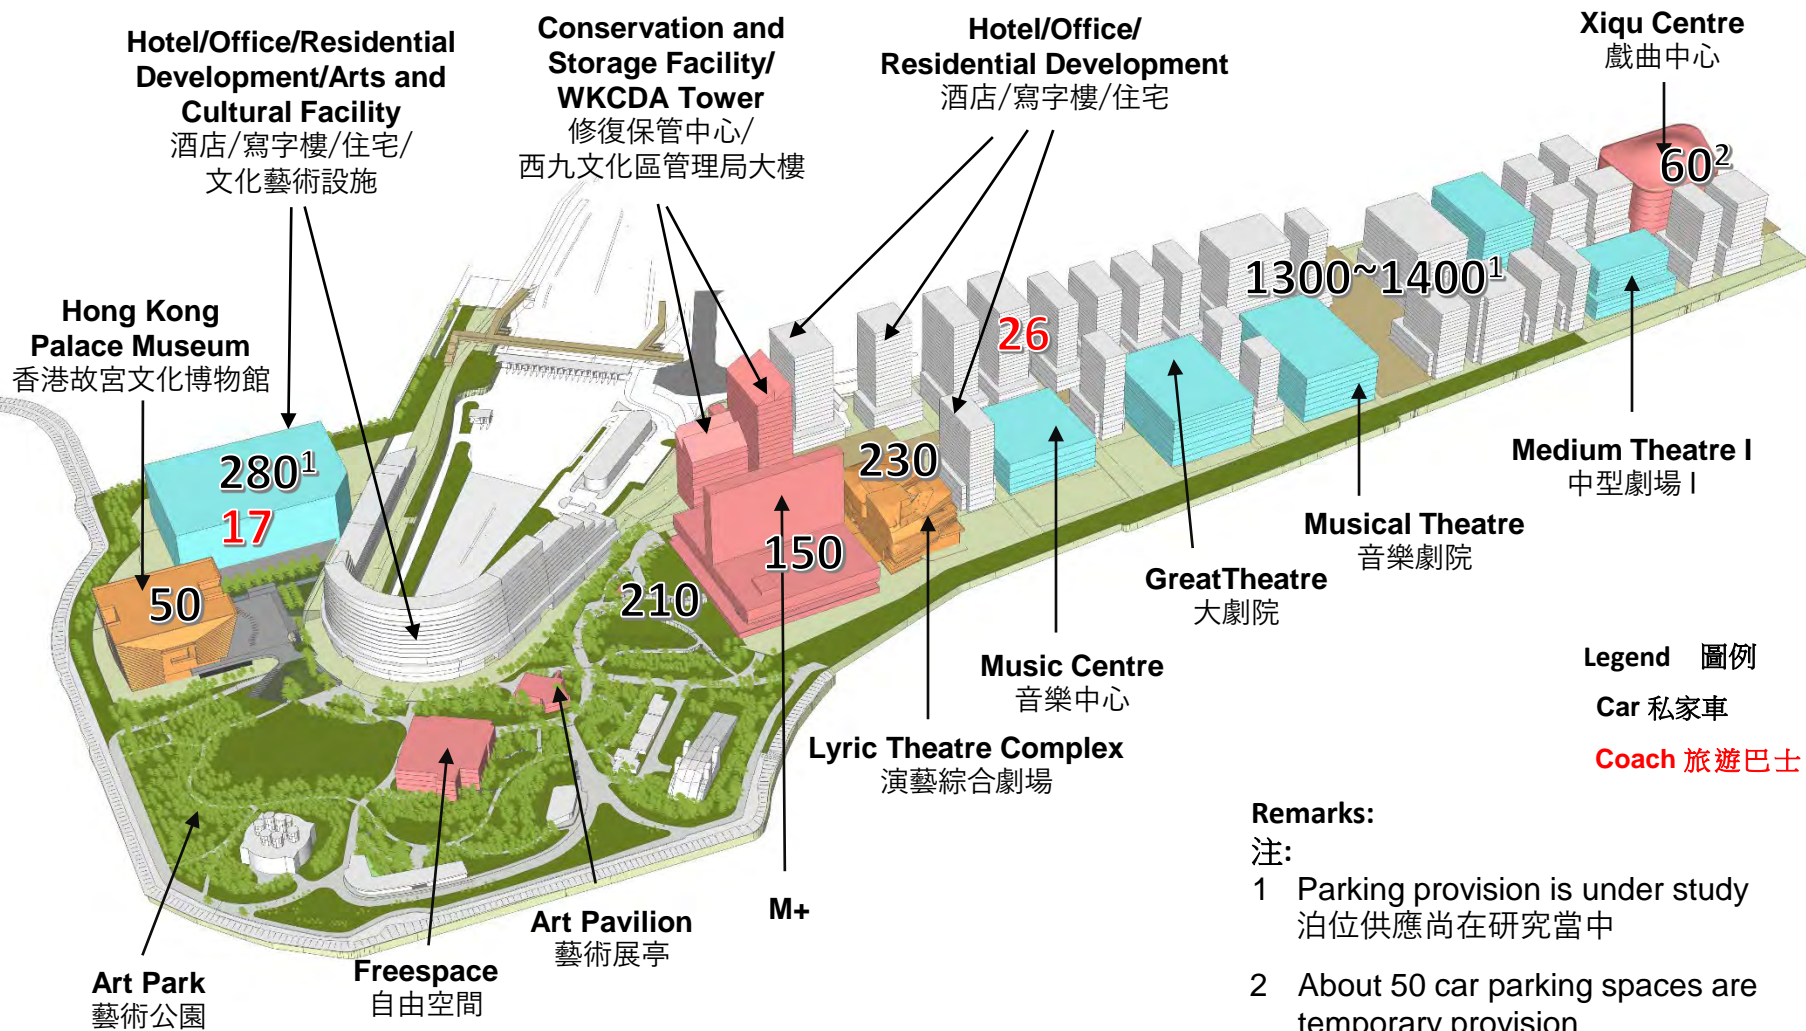 Hotel/Office/Residential
Development/Arts and
Cultural Facility
酒店/寫字樓/住宅/
文化藝術設施
Conservation and
Storage Facility/
WKCDA Tower
修復保管中心/
西九文化區管理局大樓
Hotel/Office/
Residential Development
酒店/寫字樓/住宅
Xiqu Centre
戲曲中心
60²
1300~1400¹
26
Hong Kong
Palace Museum
香港故宮文化博物館
280¹
17
50
230
150
210
Medium Theatre I
中型劇場 I
Musical Theatre
音樂劇院
GreatTheatre
大劇院
Music Centre
音樂中心
Lyric Theatre Complex
演藝綜合劇場
M+
Art Pavilion
藝術展亭
Freespace
自由空間
Art Park
藝術公園
Legend 圖例
Car 私家車
Coach 旅遊巴士
Remarks:
注:
1 Parking provision is under study
泊位供應尚在研究當中
2 About 50 car parking spaces are
temporary provision